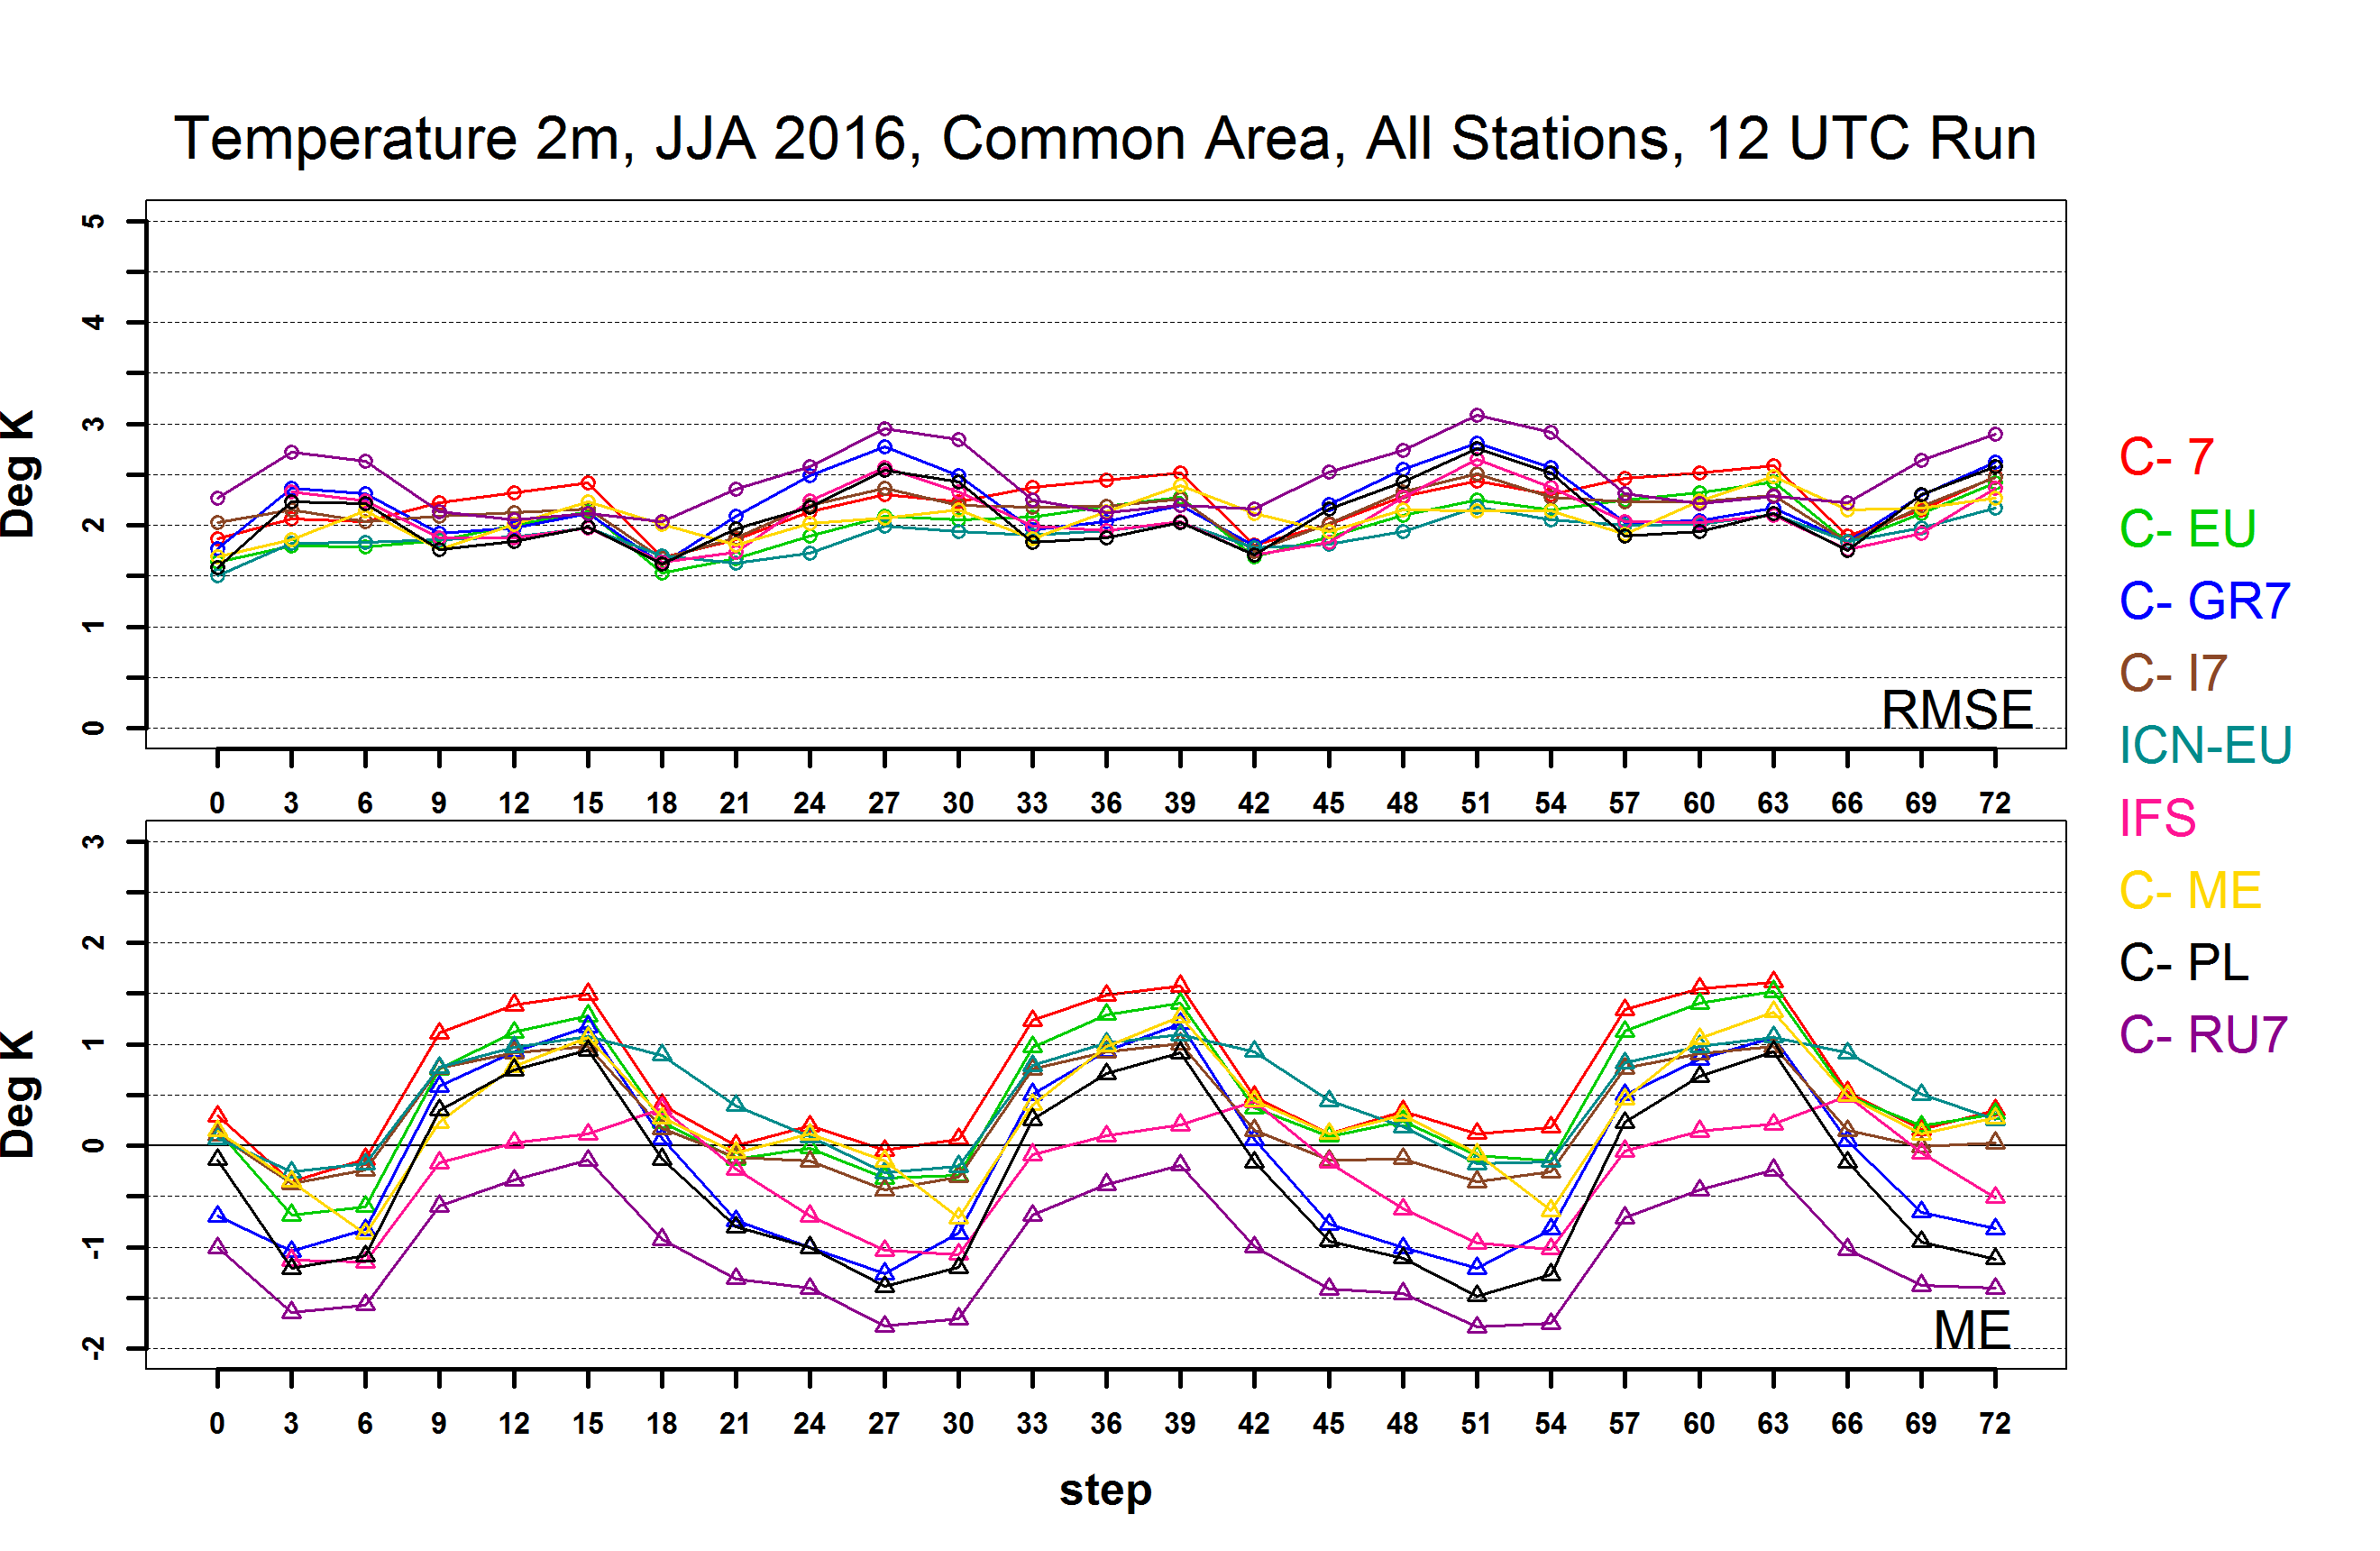 Temperature 2m, JJA 2016, Common Area, All Stations, 12 UTC Run
Deg K
5
4
3
2
1
0
RMSE
0 3 6 9 12 15 18 21 24 27 30 33 36 39 42 45 48 51 54 57 60 63 66 69 72
Deg K
3
2
1
0
-1
-2
ME
0 3 6 9 12 15 18 21 24 27 30 33 36 39 42 45 48 51 54 57 60 63 66 69 72
step
C- 7
C- EU
C- GR7
C- I7
ICN-EU
IFS
C- ME
C- PL
C- RU7